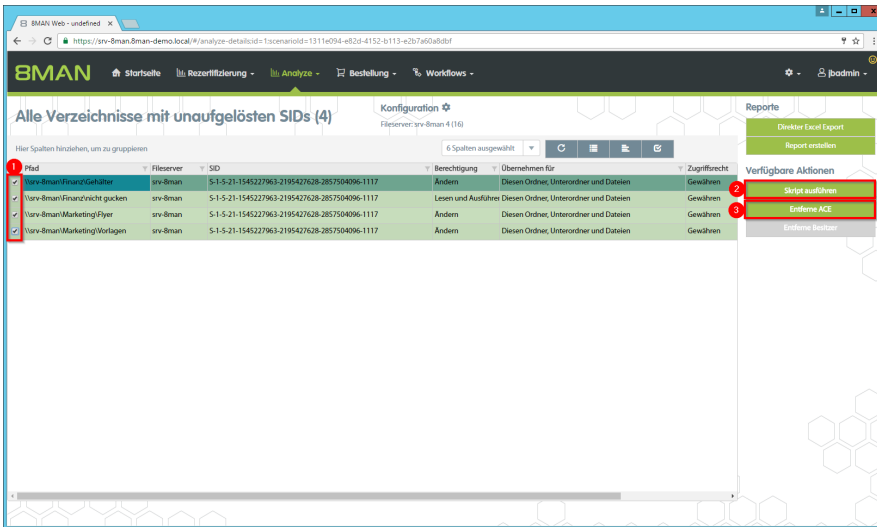 8MAN Web - undefined
https://srv-8man.8man-demo.local/#/analyze-details;id=1;scenarioId=1311e094-e82d-4152-b113-e2b7a60a8dbf
8MAN Startseite Rezertifizierung Analyze Bestellung Workflows jbadmin
Alle Verzeichnisse mit unaufgelösten SIDs (4)
Konfiguration
Fileserver: srv-8man 4 (16)
Reporte
Direkter Excel Export
Report erstellen
Hier Spalten hinziehen, um zu gruppieren
6 Spalten ausgewählt
Verfügbare Aktionen
1
Pfad Fileserver SID Berechtigung Übernehmen für Zugriffsrecht
\\srv-8man\Finanz\Gehälter srv-8man S-1-5-21-1545227963-2195427628-2857504096-1117 Ändern Diesen Ordner, Unterordner und Dateien Gewähren
\\srv-8man\Finanz\nicht gucken srv-8man S-1-5-21-1545227963-2195427628-2857504096-1117 Lesen und Ausführen Diesen Ordner, Unterordner und Dateien Gewähren
\\srv-8man\Marketing\Flyer srv-8man S-1-5-21-1545227963-2195427628-2857504096-1117 Ändern Diesen Ordner, Unterordner und Dateien Gewähren
\\srv-8man\Marketing\Vorlagen srv-8man S-1-5-21-1545227963-2195427628-2857504096-1117 Ändern Diesen Ordner, Unterordner und Dateien Gewähren
2 Skript ausführen
3 Entferne ACE
Entferne Besitzer